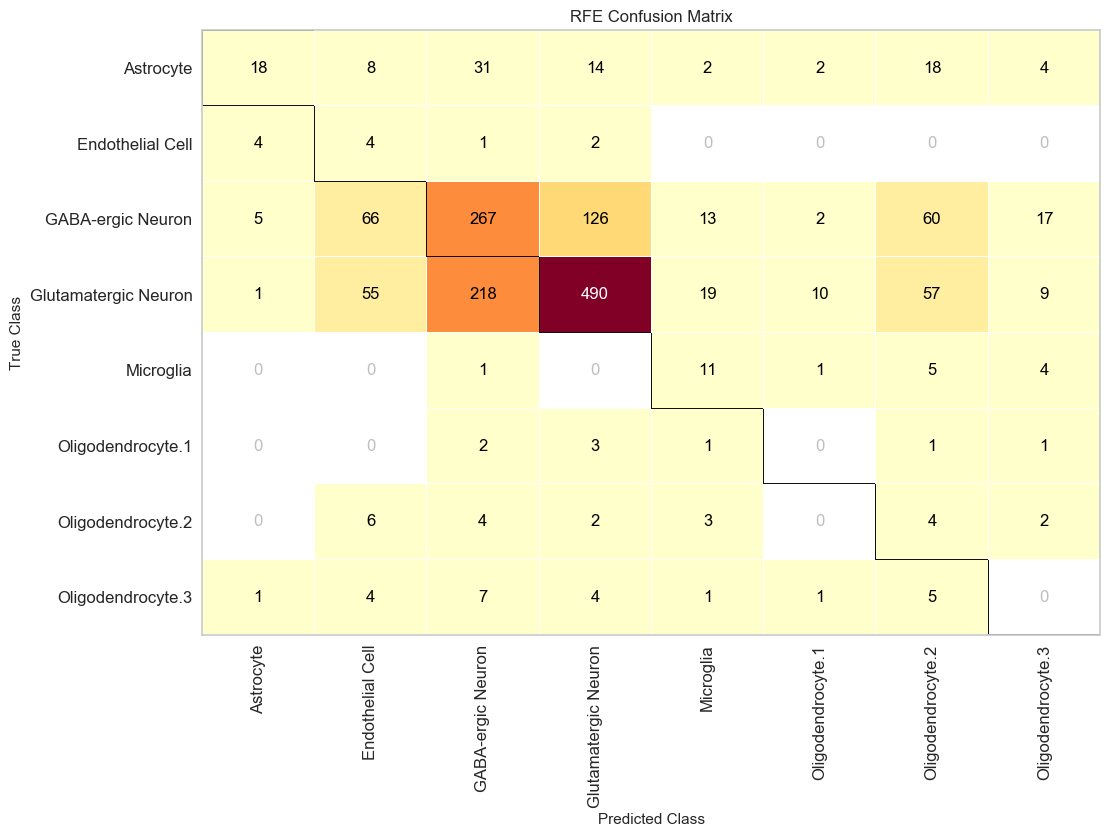 RFE Confusion Matrix
Astrocyte 18 8 31 14 2 2 18 4
Endothelial Cell 4 4 1 2 0 0 0 0
GABA-ergic Neuron 5 66 267 126 13 2 60 17
Glutamatergic Neuron 1 55 218 490 19 10 57 9
Microglia 0 0 1 0 11 1 5 4
Oligodendrocyte.1 0 0 2 3 1 0 1 1
Oligodendrocyte.2 0 6 4 2 3 0 4 2
Oligodendrocyte.3 1 4 7 4 1 1 5 0
True Class
Astrocyte
Endothelial Cell
GABA-ergic Neuron
Glutamatergic Neuron
Microglia
Oligodendrocyte.1
Oligodendrocyte.2
Oligodendrocyte.3
Predicted Class